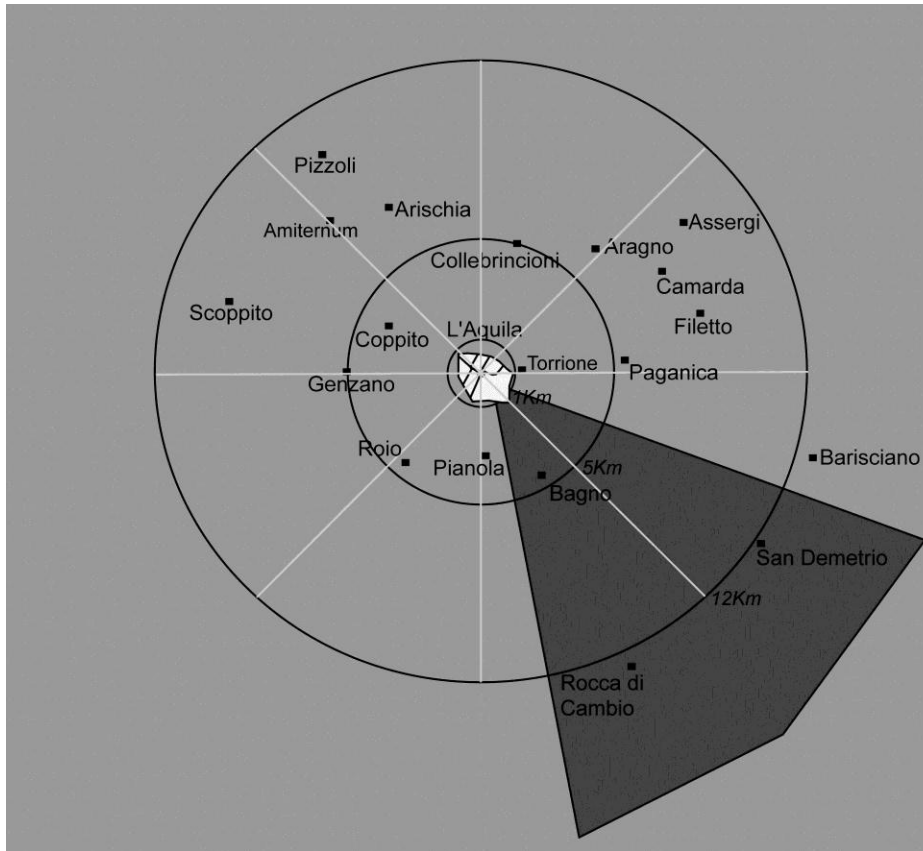 Pizzoli
Arischia
Assergi
Amiternum
Aragno
Collebrincioni
Camarda
Scoppito
Filetto
L'Aquila
Coppito
Torrione
Paganica
Genzano
1Km
Roio
Pianola
5Km
Barisciano
Bagno
San Demetrio
12Km
Rocca di
Cambio